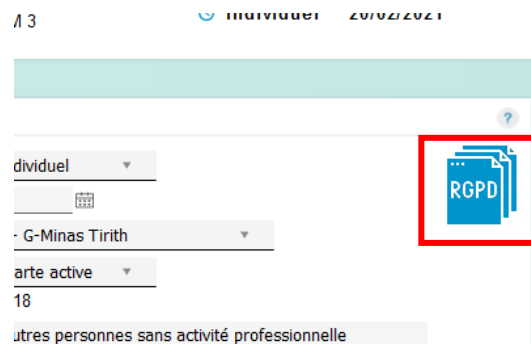 M 3
Individuel 20/02/2021
?
dividuel
RGPD
- G-Minas Tirith
arte active
18
utres personnes sans activité professionnelle